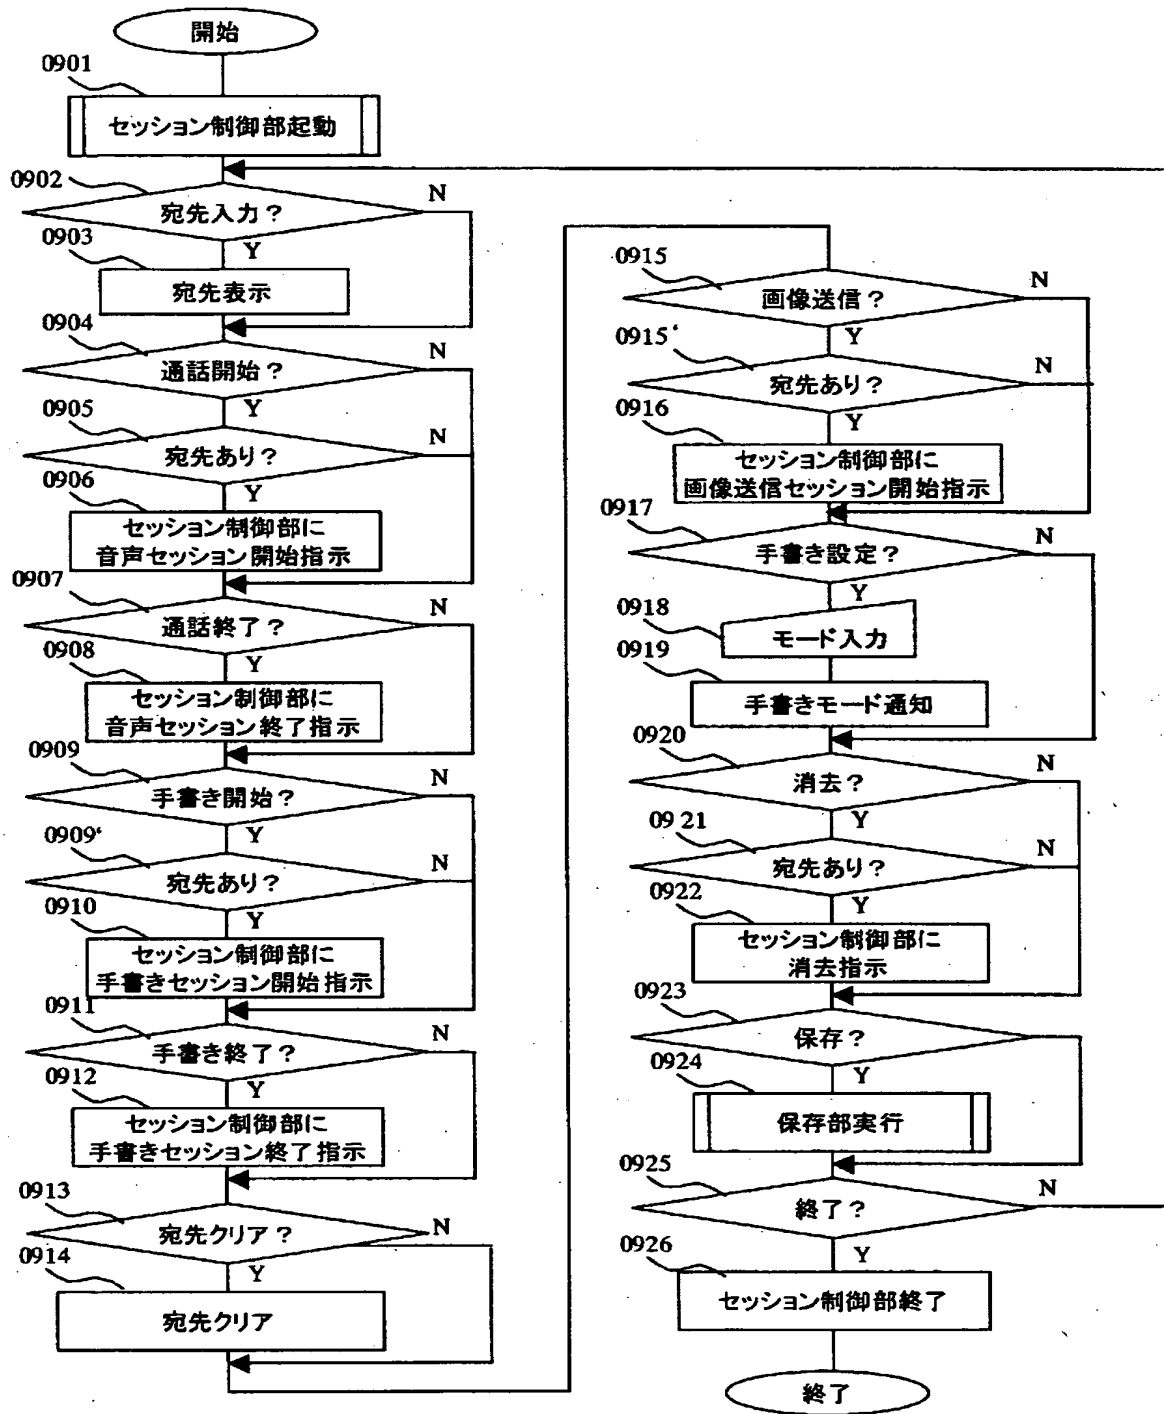 開始
0901
セッション制御部起動
0902
宛先入力?
N
Y
0903
宛先表示
0904
通話開始?
N
Y
0905
宛先あり?
N
Y
0906
セッション制御部に
音声セッション開始指示
0907
通話終了?
N
Y
0908
セッション制御部に
音声セッション終了指示
0909
手書き開始?
N
Y
0909‘
宛先あり?
N
Y
0910
セッション制御部に
手書きセッション開始指示
0911
手書き終了?
N
Y
0912
セッション制御部に
手書きセッション終了指示
0913
宛先クリア?
N
Y
0914
宛先クリア
0915
画像送信?
N
Y
0915‘
宛先あり?
N
Y
0916
セッション制御部に
画像送信セッション開始指示
0917
手書き設定?
N
Y
0918
モード入力
0919
手書きモード通知
0920
消去?
N
Y
0921
宛先あり?
N
Y
0922
セッション制御部に
消去指示
0923
保存?
Y
0924
保存部実行
0925
終了?
N
Y
0926
セッション制御部終了
終了